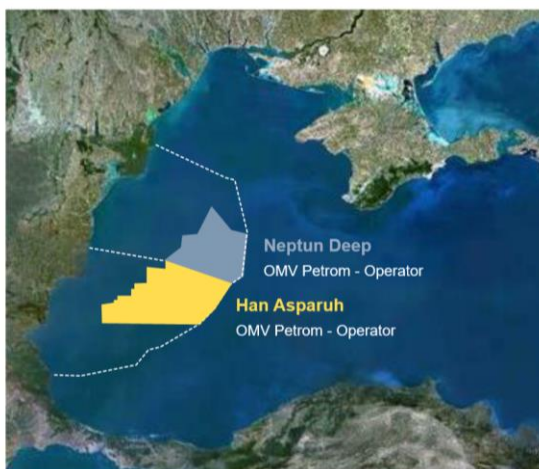 Neptun Deep
OMV Petrom - Operator
Han Asparuh
OMV Petrom - Operator